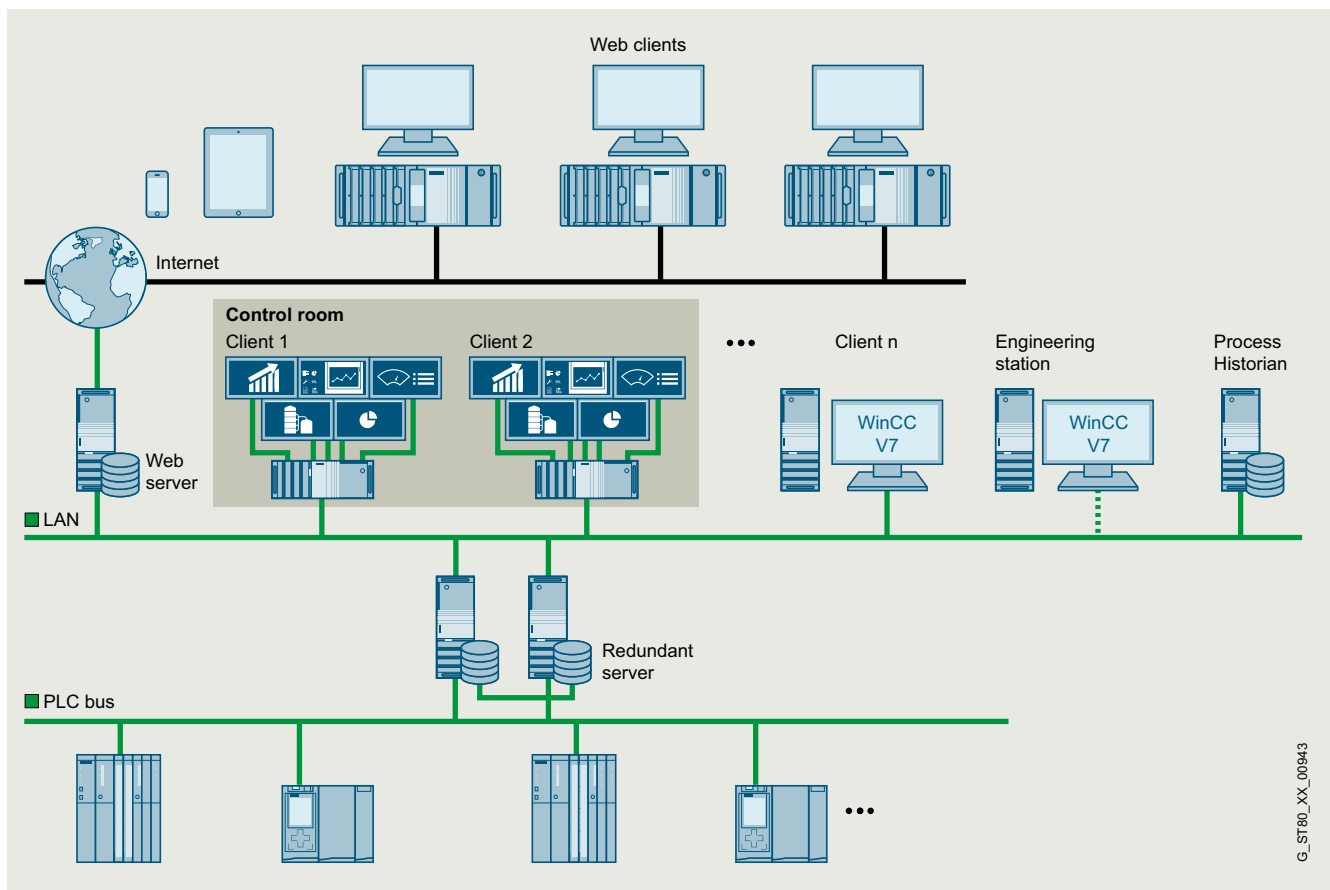 Web clients
Internet
Control room
Client 1
Client 2
Client n
Engineering
station
Process
Historian
WinCC
V7
WinCC
V7
Web
server
LAN
Redundant
server
PLC bus
G_ST80_XX_00943